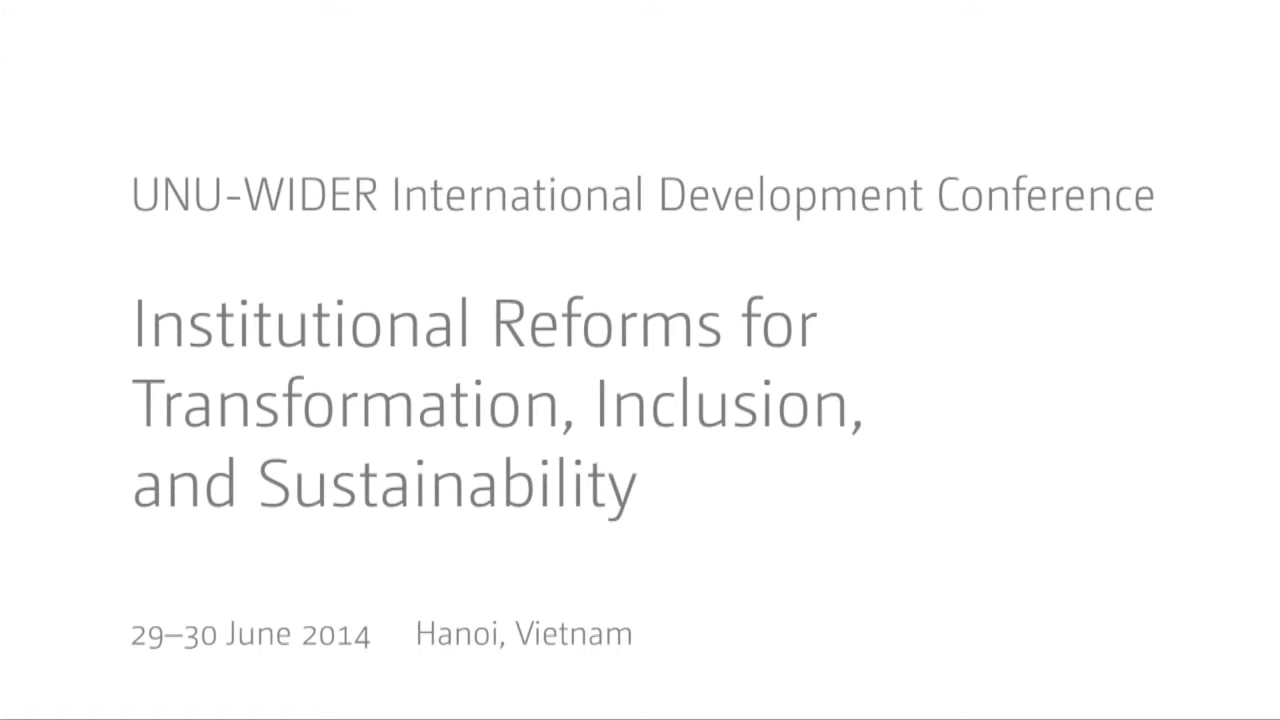 UNU-WIDER International Development Conference
Institutional Reforms for
Transformation, Inclusion,
and Sustainability
29–30 June 2014 Hanoi, Vietnam